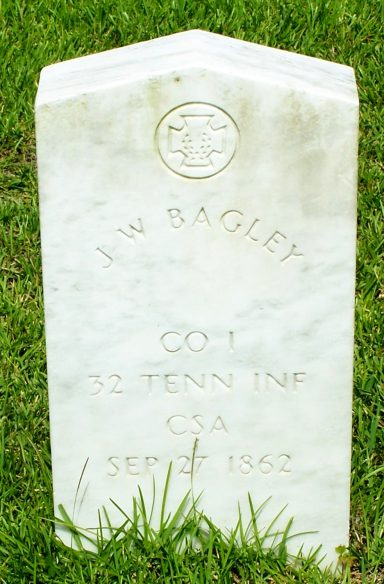 J W BAGLEY
CO I
32 TENN INF
CSA
SEP 27 1862